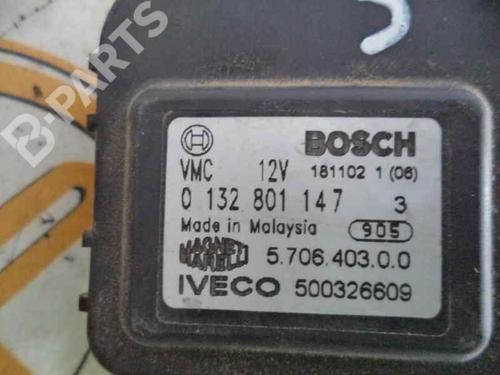 B-PARTS
BOSCH
VMC 12V 181102 1 (06)
0 132 801 147 3
Made in Malaysia 905
MAGNETI MARELLI 5.706.403.0.0
IVECO 500326609